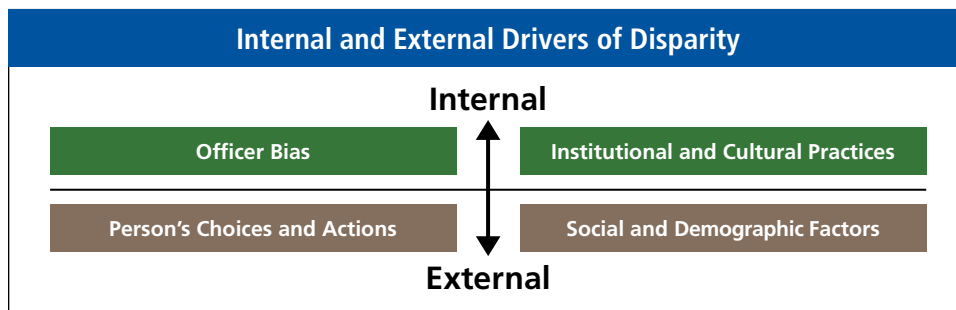 Internal and External Drivers of Disparity
Internal
Officer Bias
Institutional and Cultural Practices
Person’s Choices and Actions
Social and Demographic Factors
External